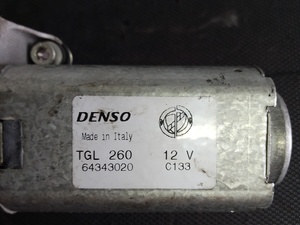 DENSO
Made in Italy
TGL 260 12 V
64343020 C133